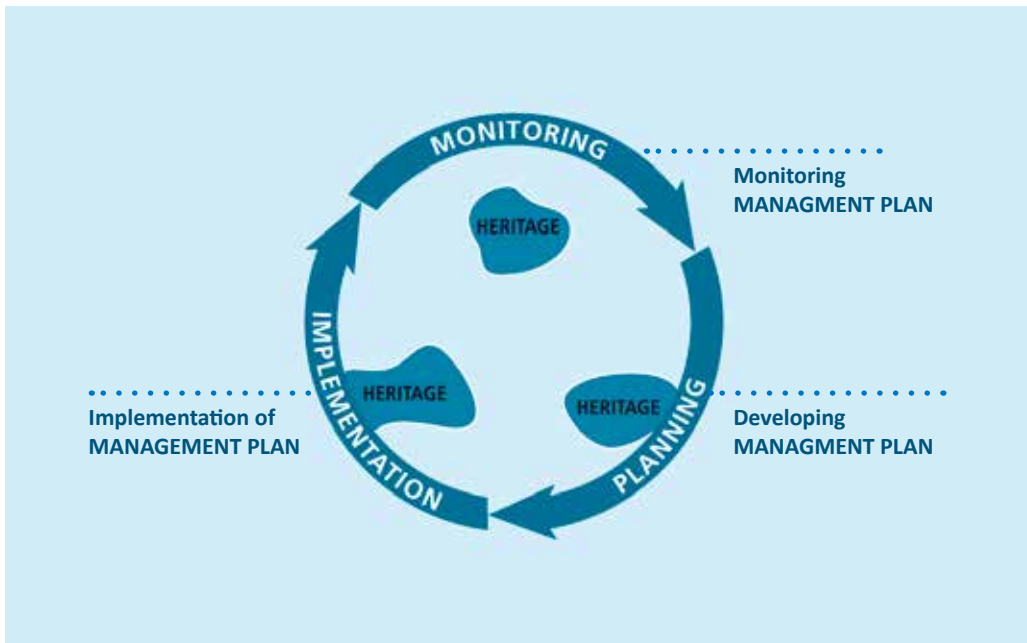 MONITORING
Monitoring
MANAGMENT PLAN
HERITAGE
IMPLEMENTATION
HERITAGE
HERITAGE
PLANNING
Implementation of
MANAGEMENT PLAN
Developing
MANAGMENT PLAN